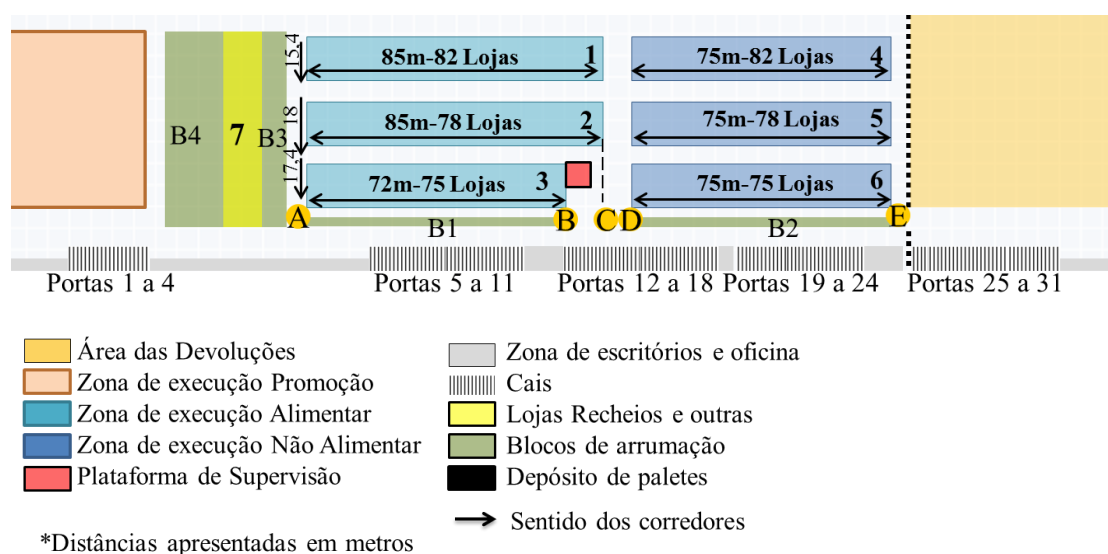 15.4
85m-82 Lojas 1
75m-82 Lojas 4
B4 7 B3
18
85m-78 Lojas 2
75m-78 Lojas 5
17.4
72m-75 Lojas 3
75m-75 Lojas 6
A B C D E
B1 B2
Portas 1 a 4 Portas 5 a 11 Portas 12 a 18 Portas 19 a 24 Portas 25 a 31
Área das Devoluções
Zona de execução Promoção
Zona de execução Alimentar
Zona de execução Não Alimentar
Plataforma de Supervisão
Zona de escritórios e oficina
Cais
Lojas Recheios e outras
Blocos de arrumação
Depósito de paletes
Sentido dos corredores
*Distâncias apresentadas em metros